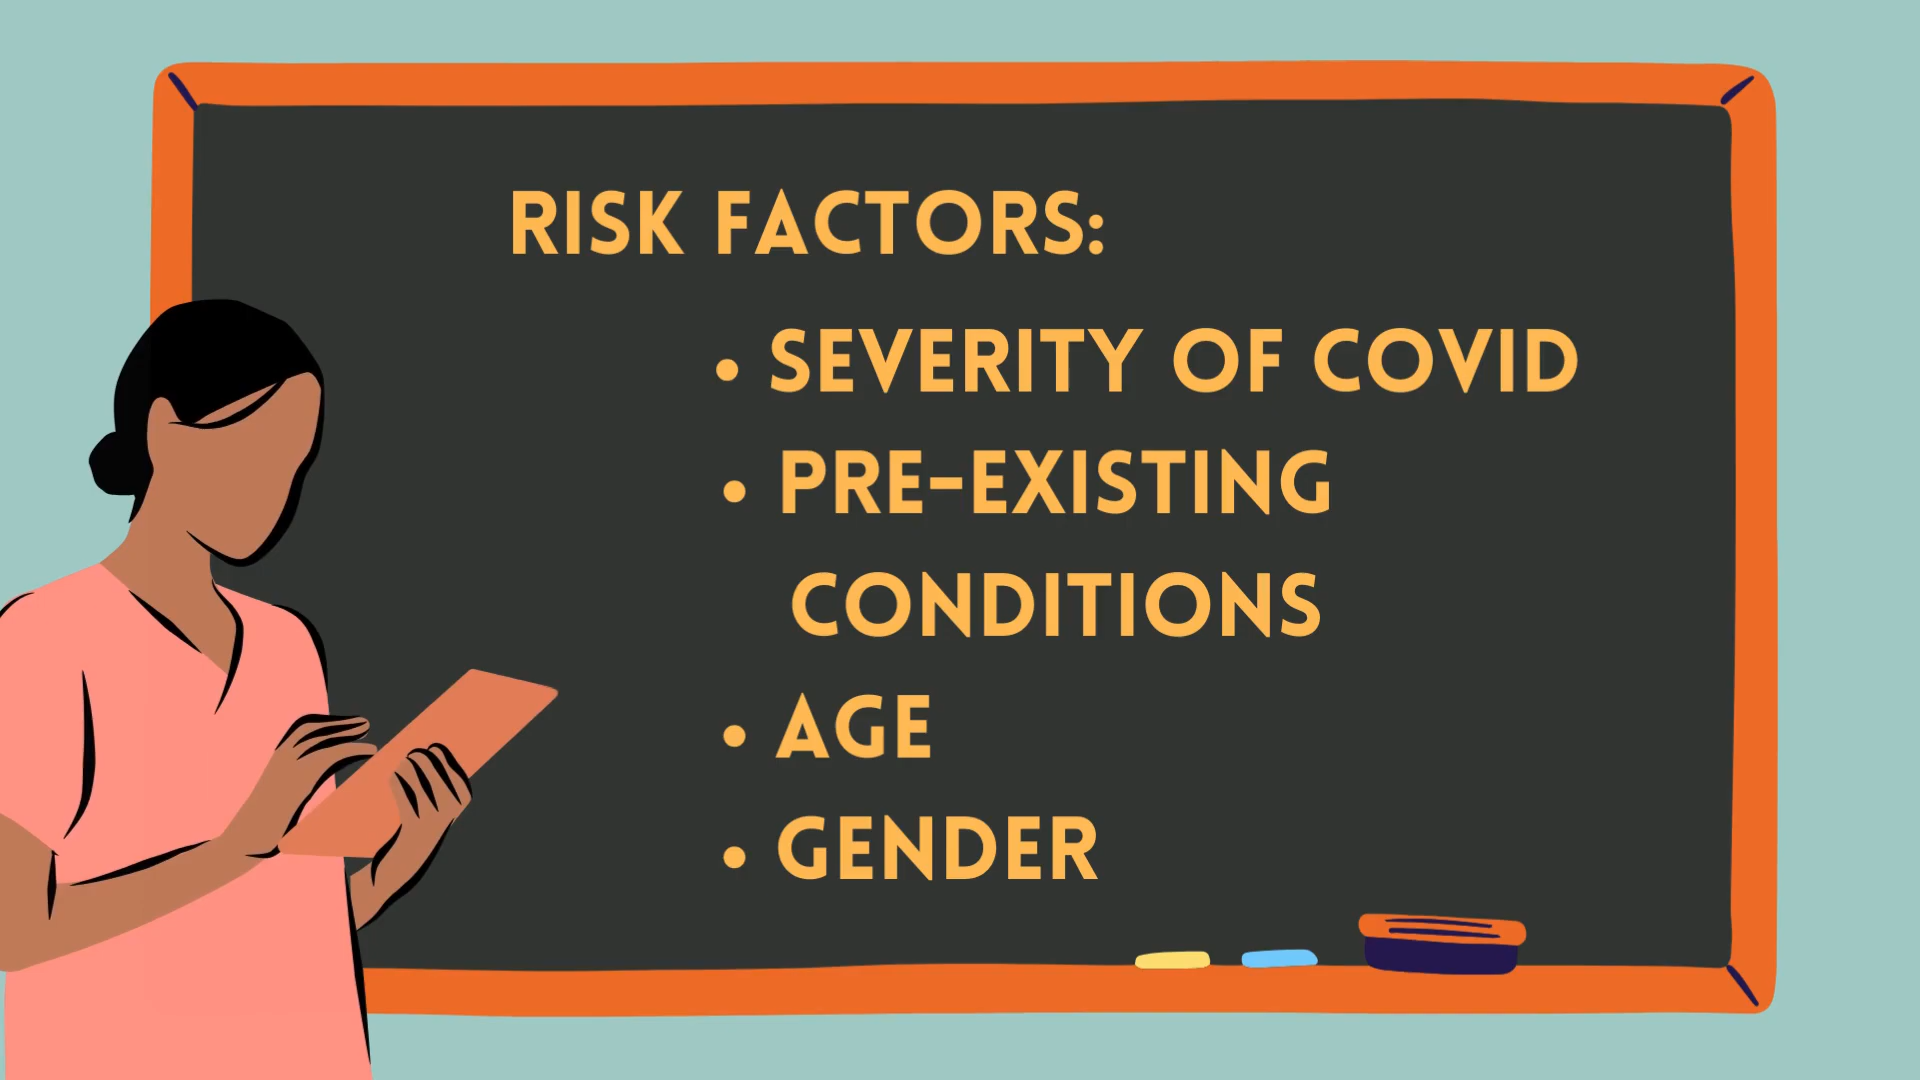 RISK FACTORS:
• SEVERITY OF COVID
• PRE-EXISTING
CONDITIONS
• AGE
• GENDER